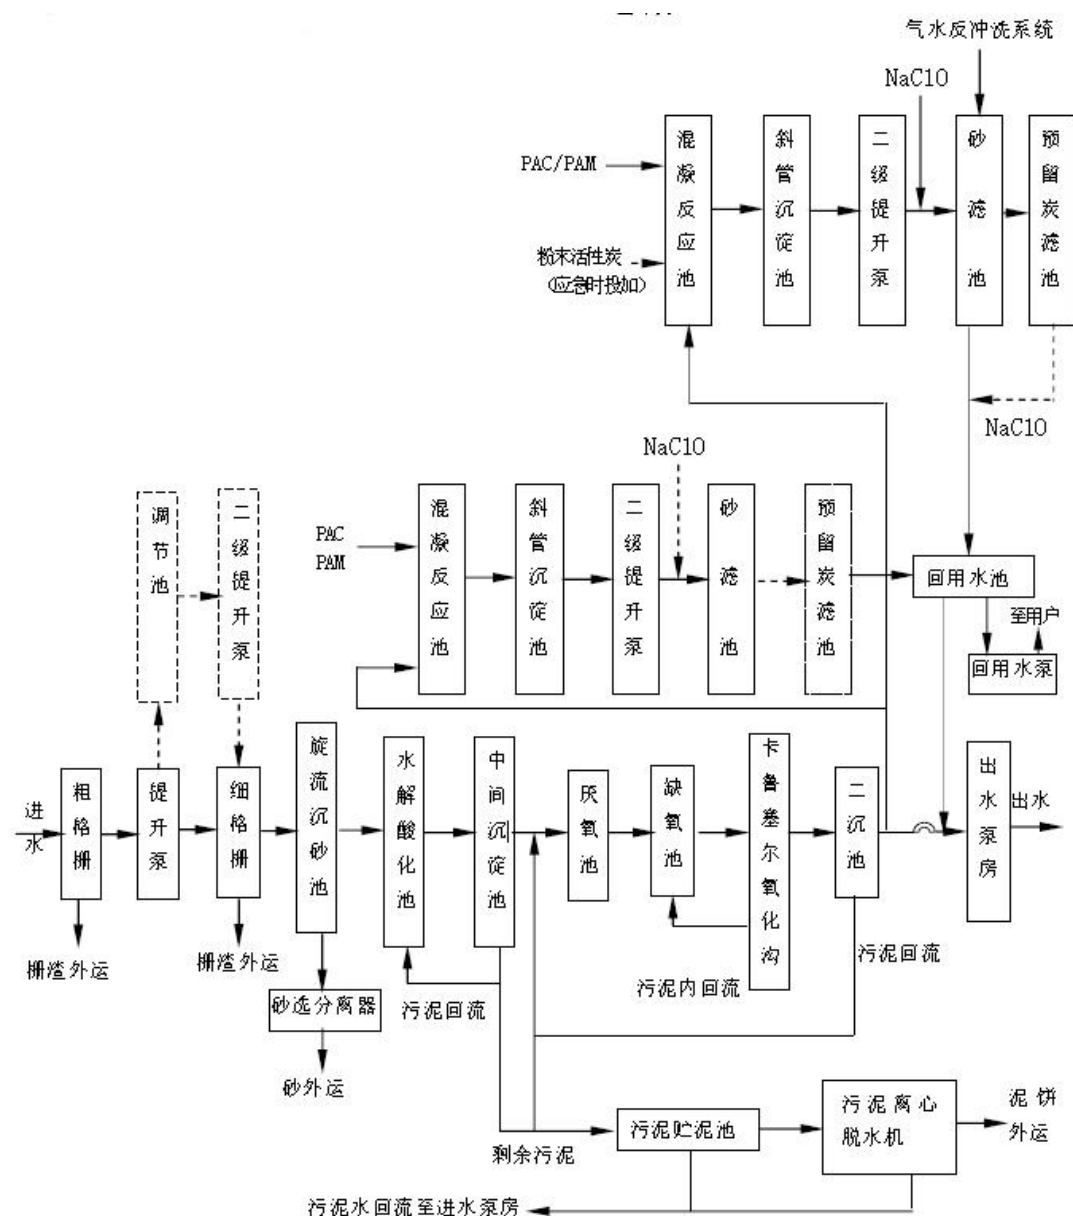 气水反冲洗系统
NaClO
PAC/PAM
粉末活性炭
(应急时投加)
混凝反应池
斜管沉淀池
二级提升泵
砂滤池
预留炭滤池
NaClO
NaClO
PAC
PAM
调节池
二级提升泵
混凝反应池
斜管沉淀池
二级提升泵
砂滤池
预留炭滤池
回用水池
至用户
回用水泵
进水
粗格栅
提升泵
细格栅
旋流沉砂池
水解酸化池
中间沉淀池
厌氧池
缺氧池
卡鲁塞尔氧化沟
二沉池
出水泵房
出水
栅渣外运
栅渣外运
砂选分离器
砂外运
污泥回流
污泥内回流
污泥回流
剩余污泥
污泥贮泥池
污泥离心
脱水机
泥饼
外运
污泥水回流至进水泵房